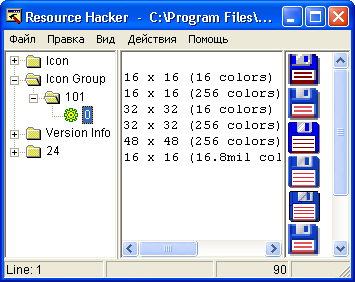 Resource Hacker - C:\Program Files\...
Файл Правка Вид Действия Помощь
Icon
Icon Group
101
0
Version Info
24
16 x 16 (16 colors)
16 x 16 (256 colors)
32 x 32 (16 colors)
32 x 32 (256 colors)
48 x 48 (256 colors)
16 x 16 (16.8mil col
Line: 1
90